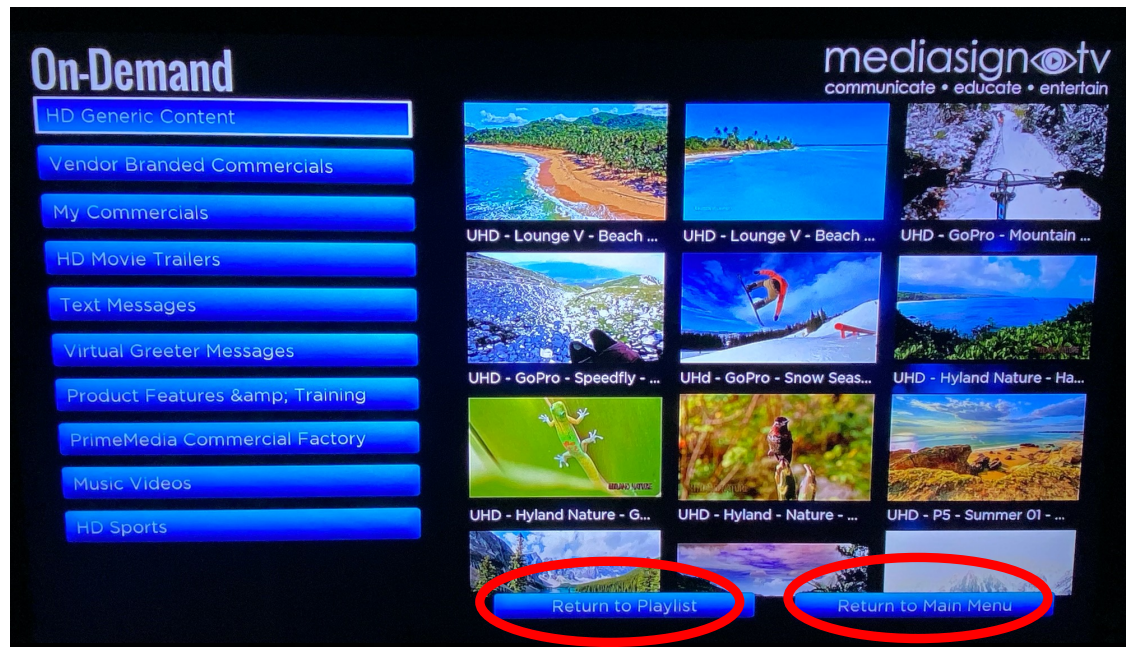 On-Demand
mediasign tv
communicate • educate • entertain
HD Generic Content
Vendor Branded Commercials
My Commercials
HD Movie Trailers
Text Messages
Virtual Greeter Messages
Product Features &amp; Training
PrimeMedia Commercial Factory
Music Videos
HD Sports
UHD - Lounge V - Beach ...
UHD - Lounge V - Beach ...
UHD - GoPro - Mountain ...
UHD - GoPro - Speedfly - ...
UHd - GoPro - Snow Seas...
UHD - Hyland Nature - Ha...
HYLAND NATURE
UHD - Hyland Nature - G...
UHD - Hyland - Nature - ...
UHD - P5 - Summer 01 - ...
Return to Playlist
Return to Main Menu